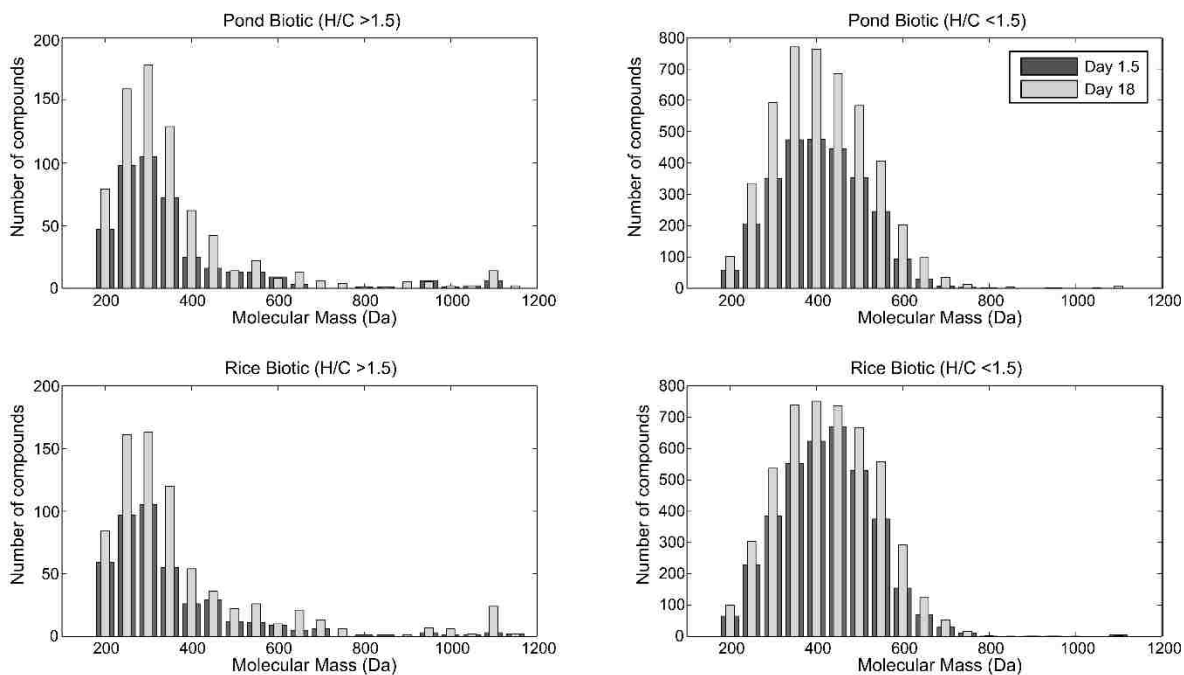 Pond Biotic (H/C >1.5)
200
150
100
50
0
Number of compounds
200 400 600 800 1000 1200
Molecular Mass (Da)
Pond Biotic (H/C <1.5)
800
700
600
500
400
300
200
100
0
Number of compounds
200 400 600 800 1000 1200
Molecular Mass (Da)
Day 1.5
Day 18
Rice Biotic (H/C >1.5)
200
150
100
50
0
Number of compounds
200 400 600 800 1000 1200
Molecular Mass (Da)
Rice Biotic (H/C <1.5)
800
700
600
500
400
300
200
100
0
Number of compounds
200 400 600 800 1000 1200
Molecular Mass (Da)